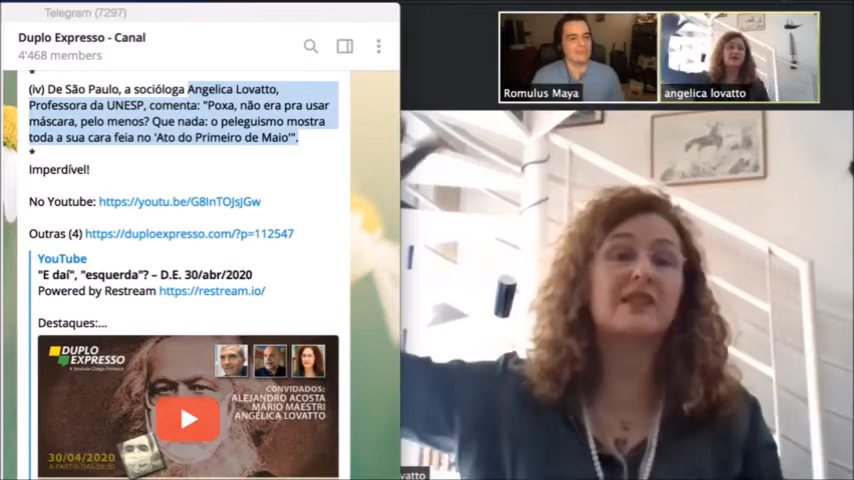 Telegram (7297)
Duplo Expresso - Canal
4'468 members
*
(iv) De São Paulo, a socióloga Angelica Lovatto,
Professora da UNESP, comenta: "Poxa, não era pra usar
máscara, pelo menos? Que nada: o peleguismo mostra
toda a sua cara feia no 'Ato do Primeiro de Maio'".
*
Imperdível!
No Youtube: https://youtu.be/G8InTOJsJGw
Outras (4) https://duploexpresso.com/?p=112547
YouTube
"E daí", "esquerda"? – D.E. 30/abr/2020
Powered by Restream https://restream.io/
Destaques:...
DUPLO
EXPRESSO
CONVIDADOS:
ALEJANDRO ACOSTA
MÁRIO MAESTRI
ANGÉLICA LOVATTO
30/04/2020
A PARTIR DAS
Romulus Maya
angelica lovatto
vatto